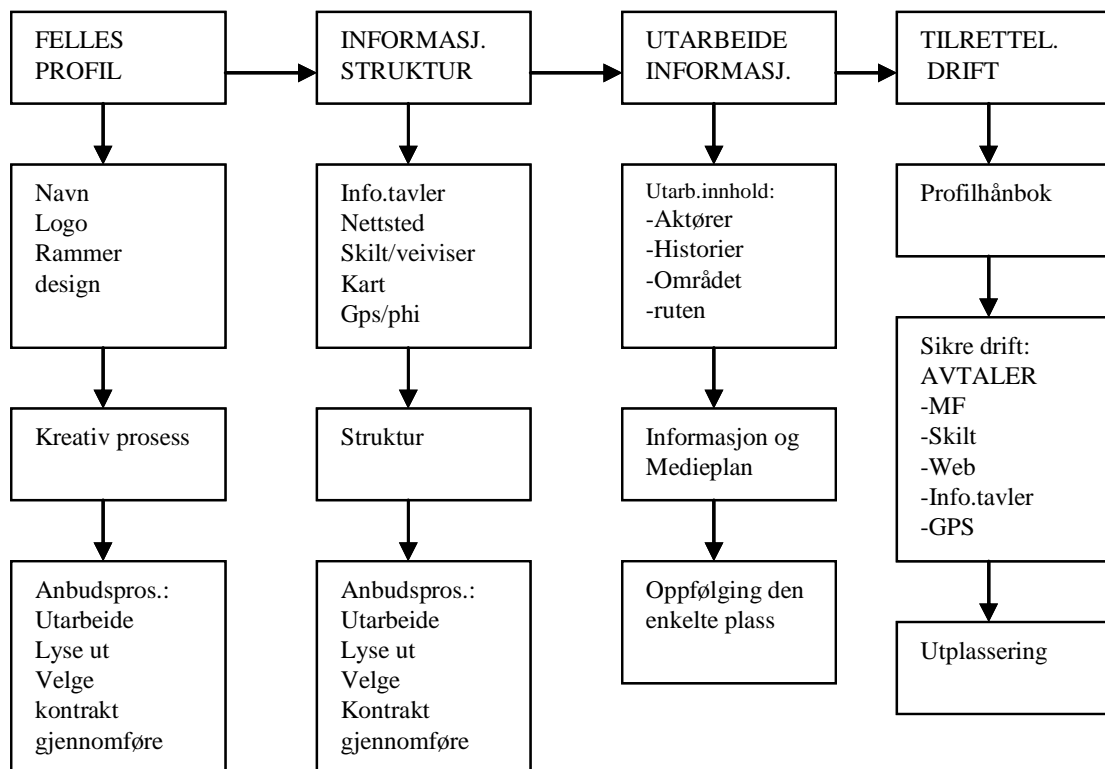 FELLES
PROFIL
INFORMASJ.
STRUKTUR
UTARBEIDE
INFORMASJ.
TILRETTEL.
DRIFT
Navn
Logo
Rammer
design
Info.tavler
Nettsted
Skilt/veiviser
Kart
Gps/phi
Utarb.innhold:
-Aktører
-Historier
-Området
-ruten
Profilhånbok
Kreativ prosess
Struktur
Informasjon og
Medieplan
Sikre drift:
AVTALER
-MF
-Skilt
-Web
-Info.tavler
-GPS
Anbudspros.:
Utarbeide
Lyse ut
Velge
kontrakt
gjennomføre
Anbudspros.:
Utarbeide
Lyse ut
Velge
Kontrakt
gjennomføre
Oppfølging den
enkelte plass
Utplassering